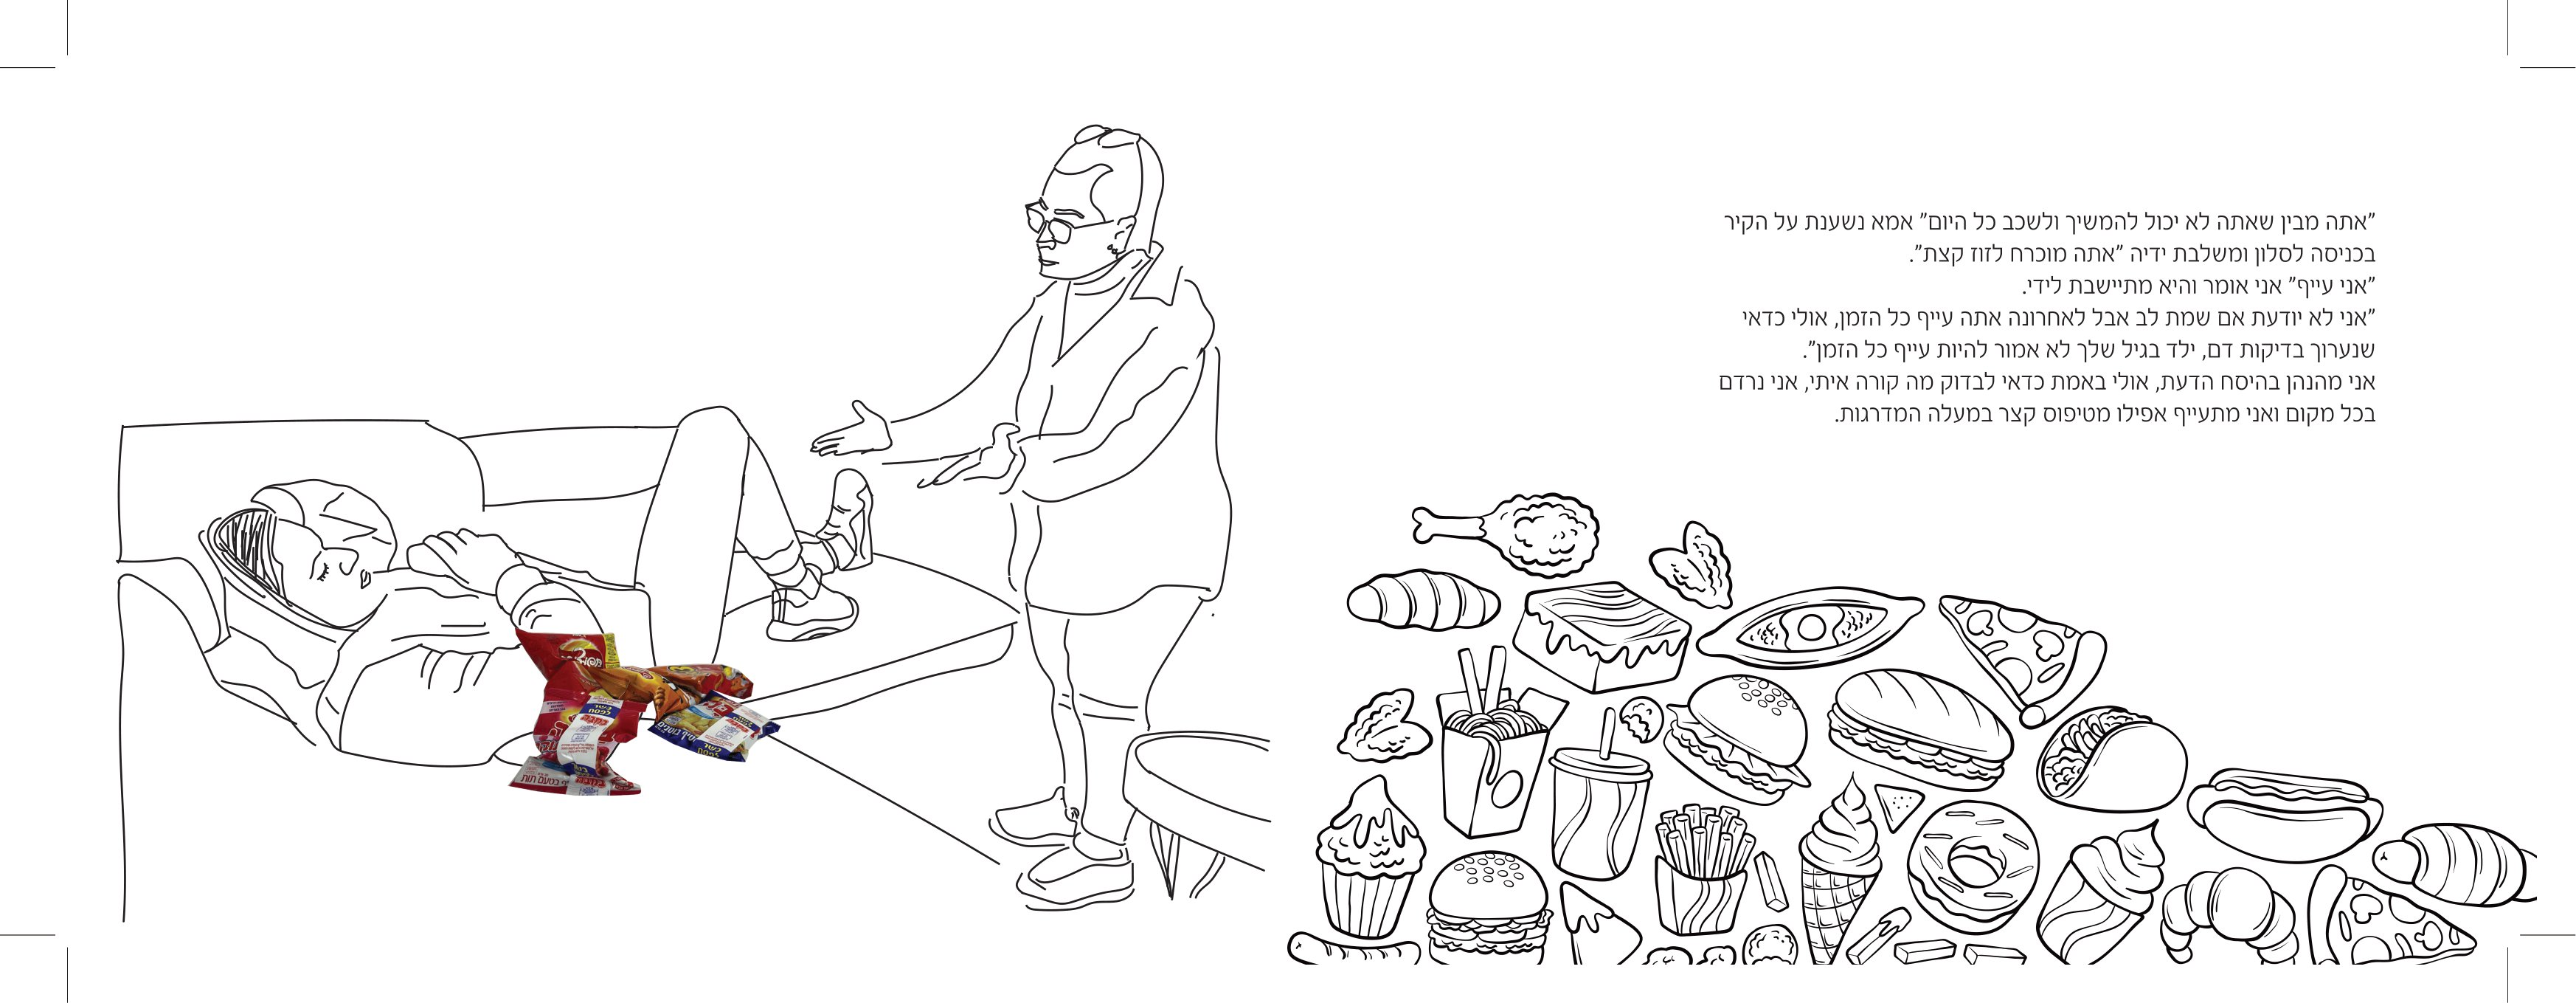 "אתה מבין שאתה לא יכול להמשיך ולשכב כל היום" אמא נשענת על הקיר
בכניסה לסלון ומשלבת ידיה "אתה מוכרח לזוז קצת".
"אני עייף" אני אומר והיא מתיישבת לידי.
"אני לא יודעת אם שמת לב אבל לאחרונה אתה עייף כל הזמן, אולי כדאי
שנערוך בדיקות דם, ילד בגיל שלך לא אמור להיות עייף כל הזמן".
אני מהנהן בהיסח הדעת, אולי באמת כדאי לבדוק מה קורה איתי, אני נרדם
בכל מקום ואני מתעייף אפילו מטיפוס קצר במעלה המדרגות.
כשר
לפסח
במבה
כשר
לפסח
במבה
בטעם תות